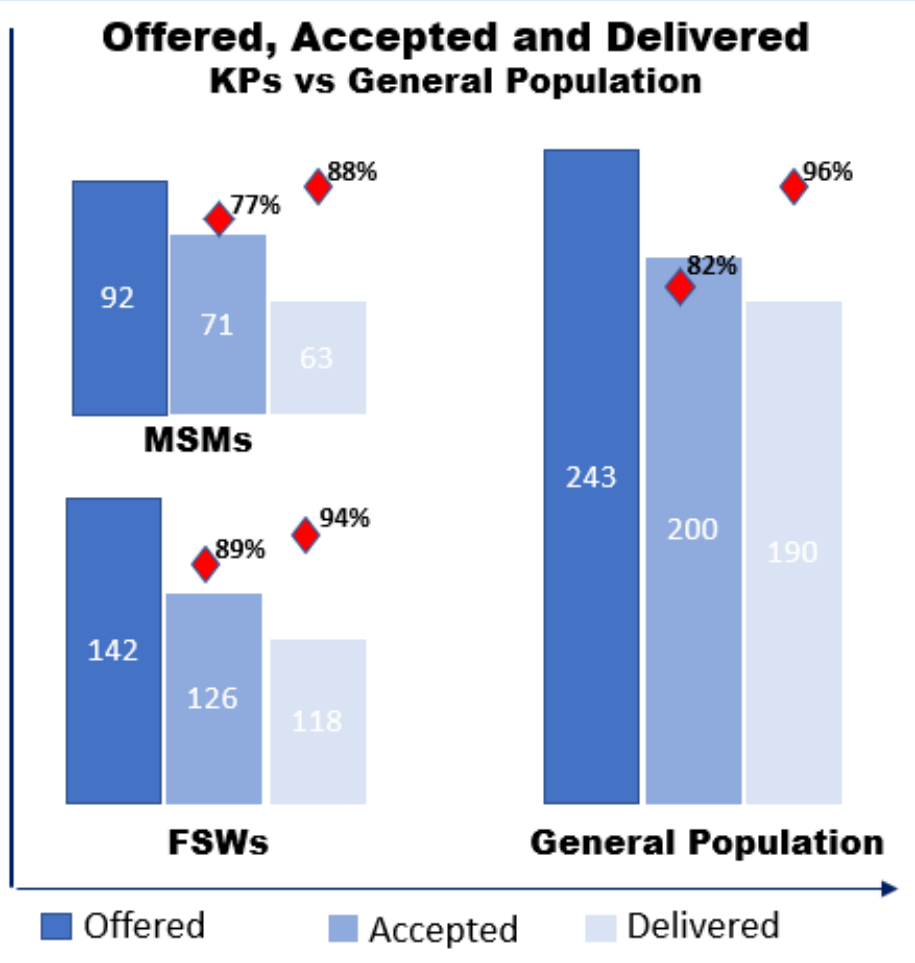 Offered, Accepted and Delivered
KPs vs General Population
88%
77%
92
71
63
MSMs
94%
89%
142
126
118
FSWs
96%
82%
243
200
190
General Population
Offered
Accepted
Delivered